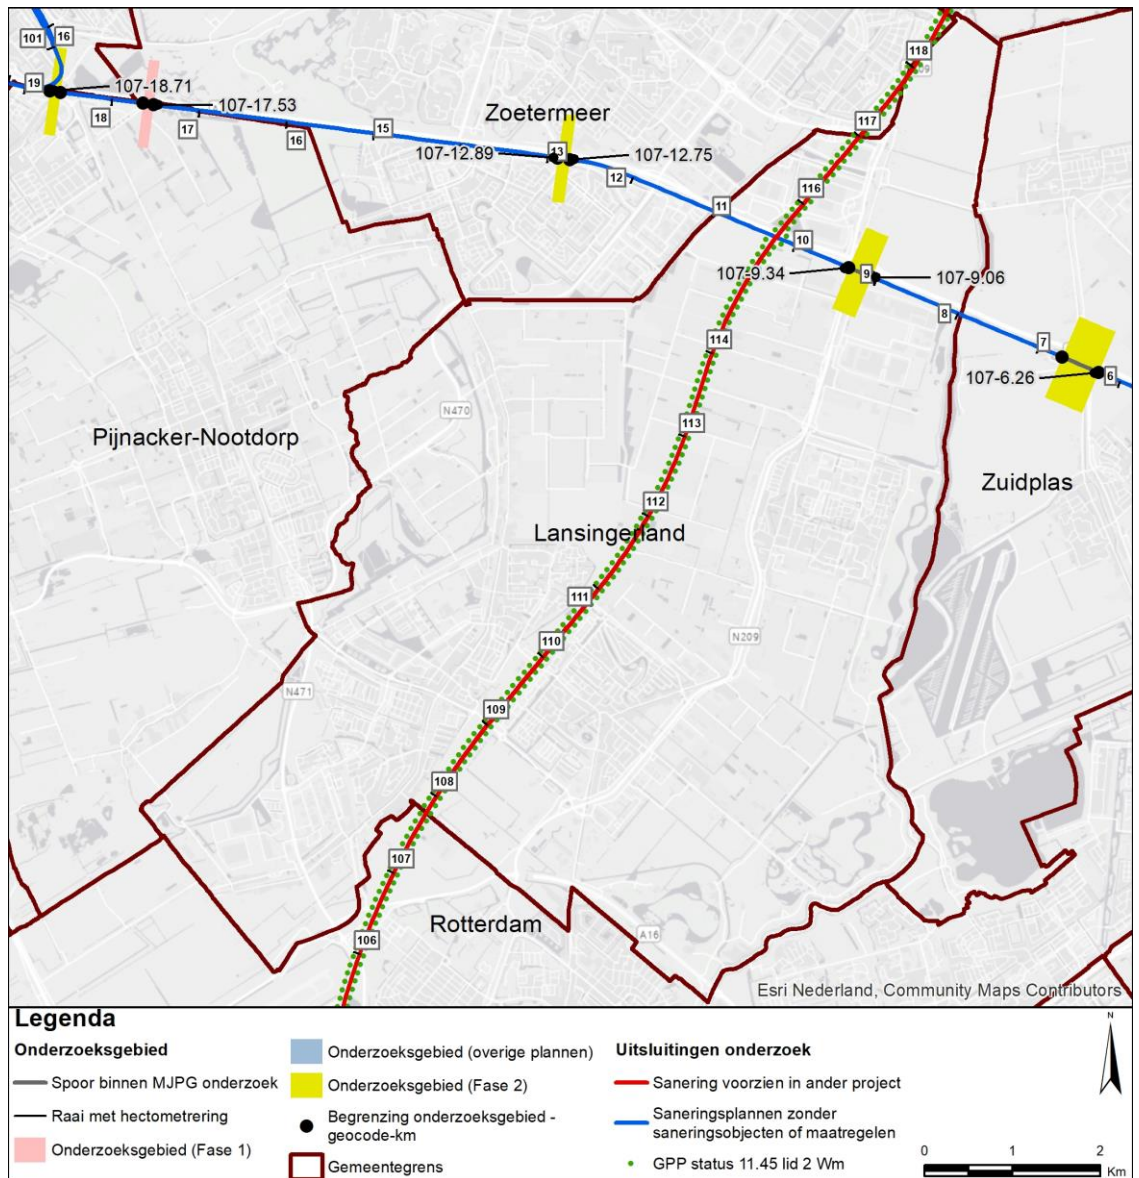 101
16
19
107-18.71
18
107-17.53
17
16
15
Zoetermeer
13
107-12.89
107-12.75
12
11
10
118
117
116
107-9.34
9
107-9.06
8
7
107-6.26
6
114
N470
113
Pijnacker-Nootdorp
112
Zuidplas
Lansingerland
111
110
N209
N471
109
108
107
106
Rotterdam
A16
Esri Nederland, Community Maps Contributors
Legenda
Onderzoeksgebied
Spoor binnen MJPG onderzoek
Raai met hectometrering
Onderzoeksgebied (Fase 1)
Onderzoeksgebied (overige plannen)
Onderzoeksgebied (Fase 2)
Begrenzing onderzoeksgebied -
geocode-km
Gemeentegrens
Uitsluitingen onderzoek
Sanering voorzien in ander project
Saneringsplannen zonder
saneringsobjecten of maatregelen
GPP status 11.45 lid 2 Wm
N
0 1 2
Km